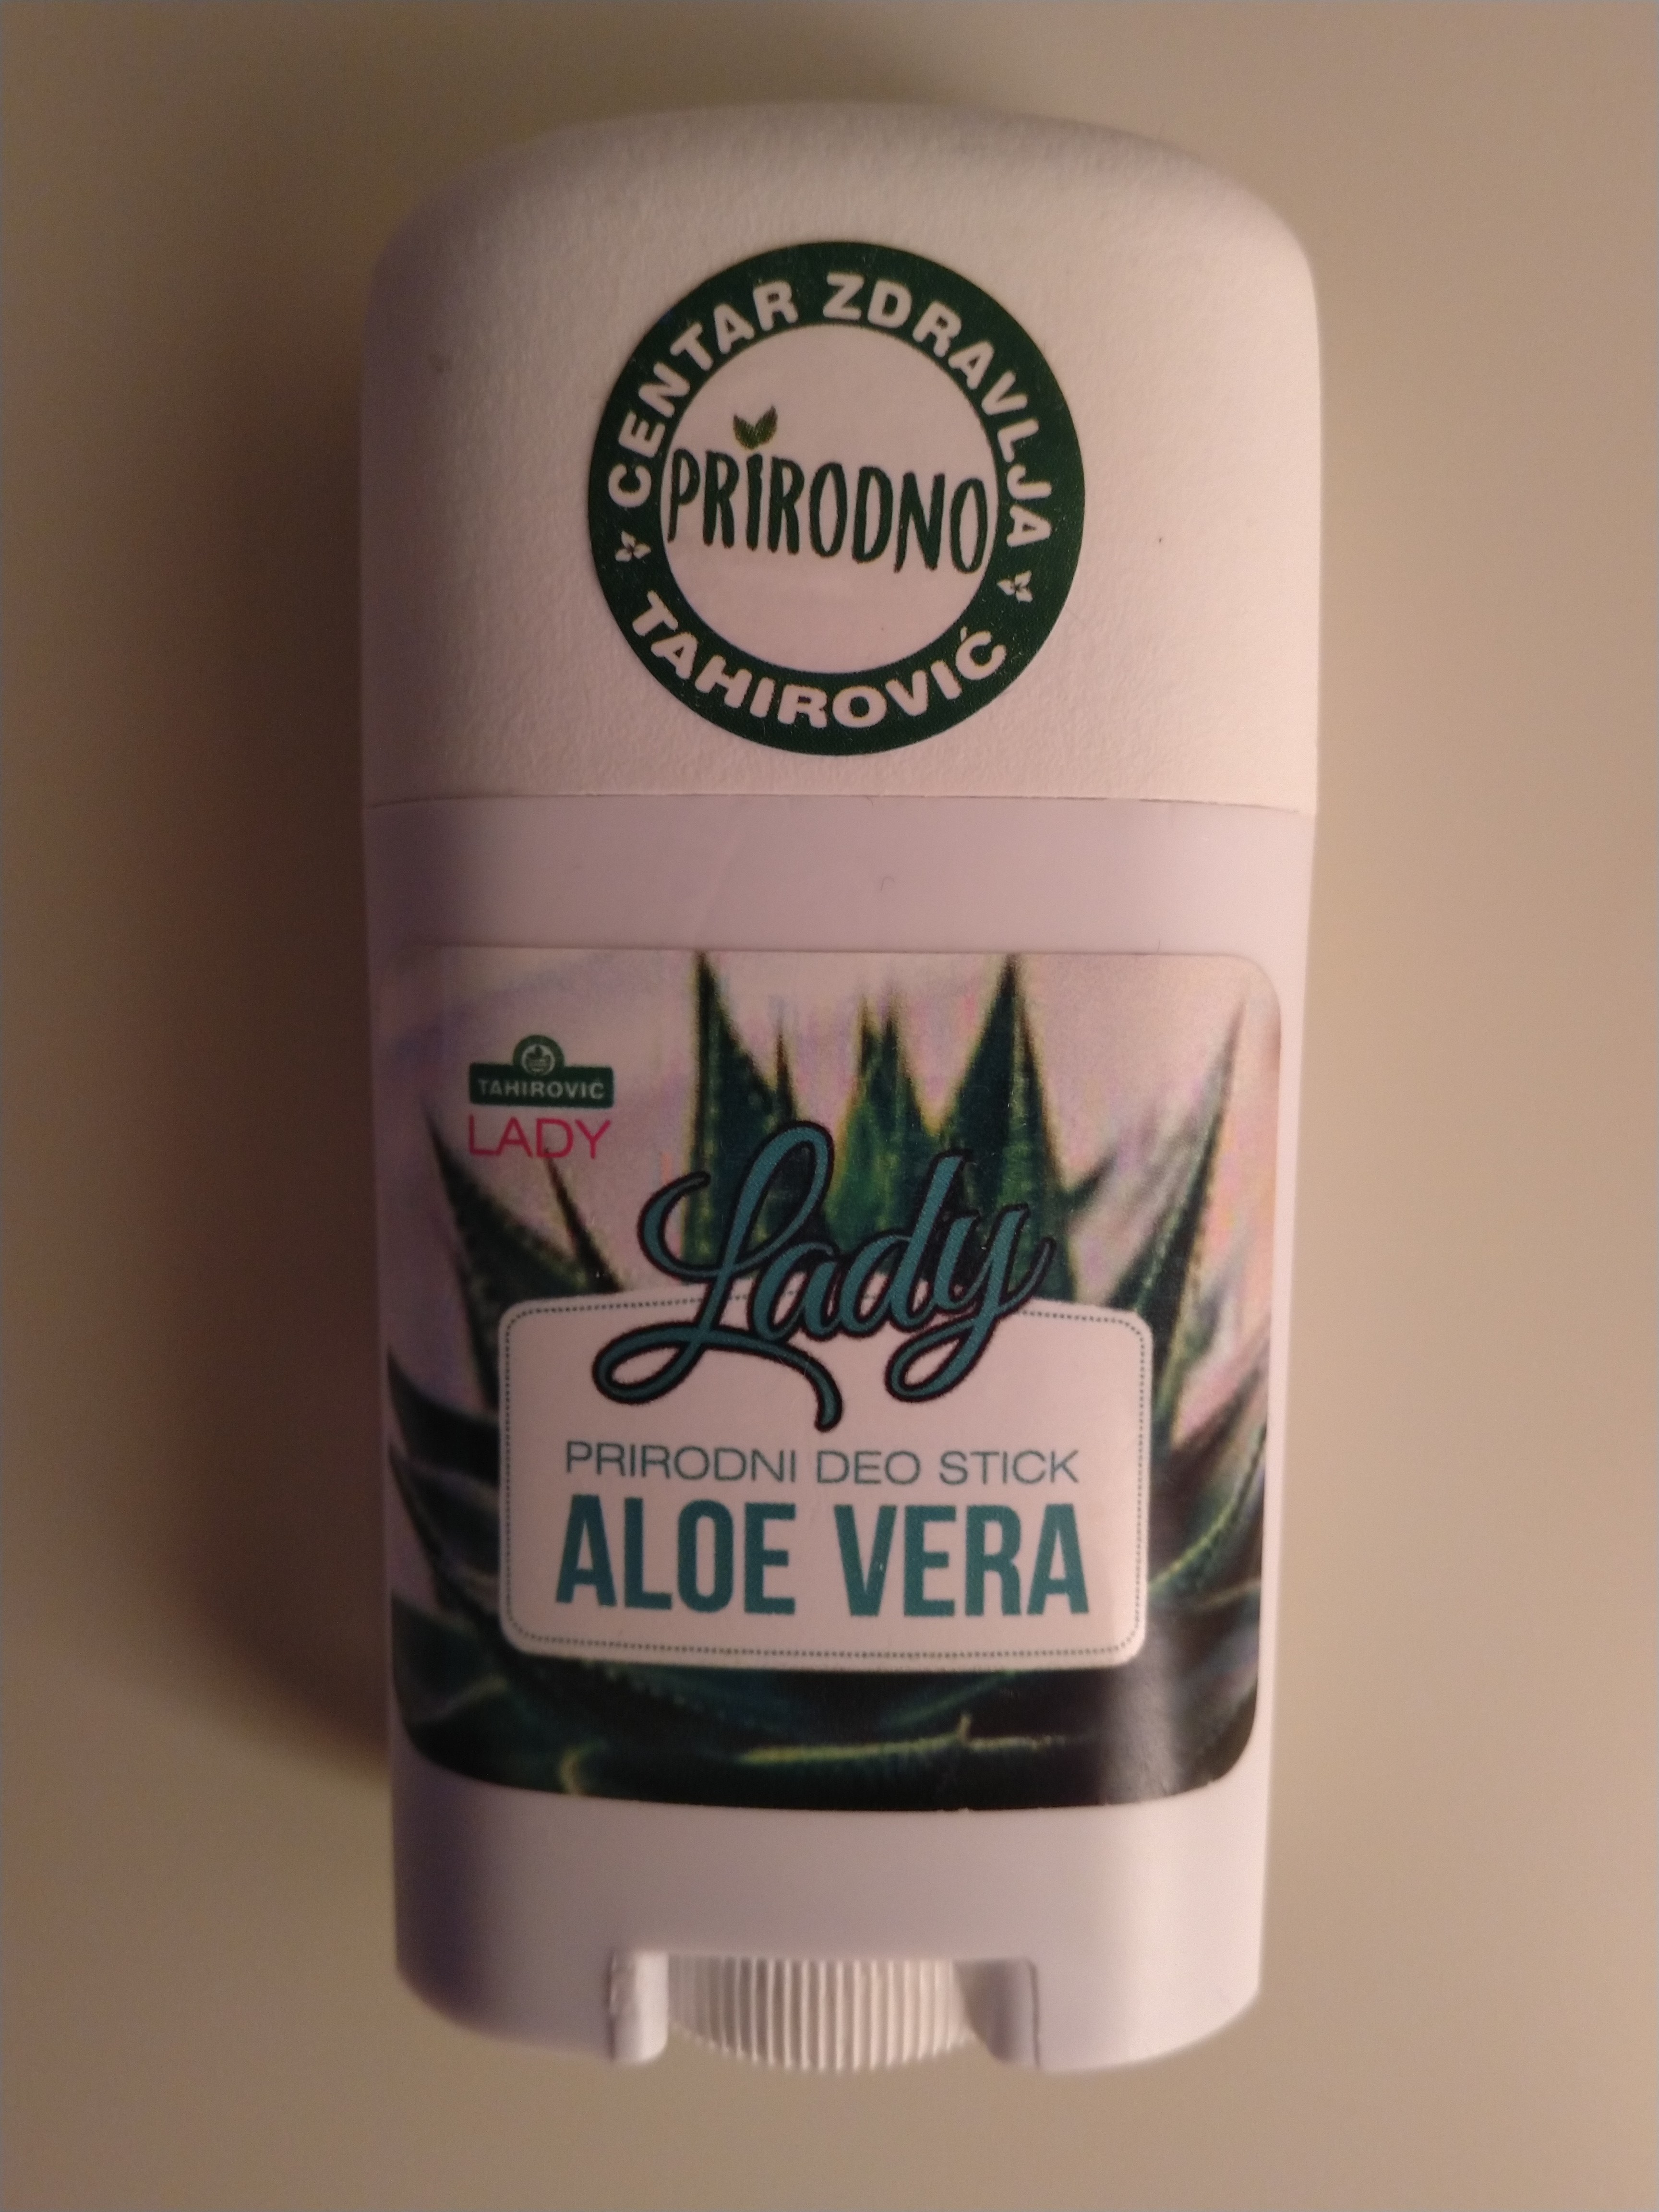 CENTAR ZDRAVLJA
PRIRODNO
TAHIROVIĆ
TAHIROVIĆ
LADY
Lady
PRIRODNI DEO STICK
ALOE VERA